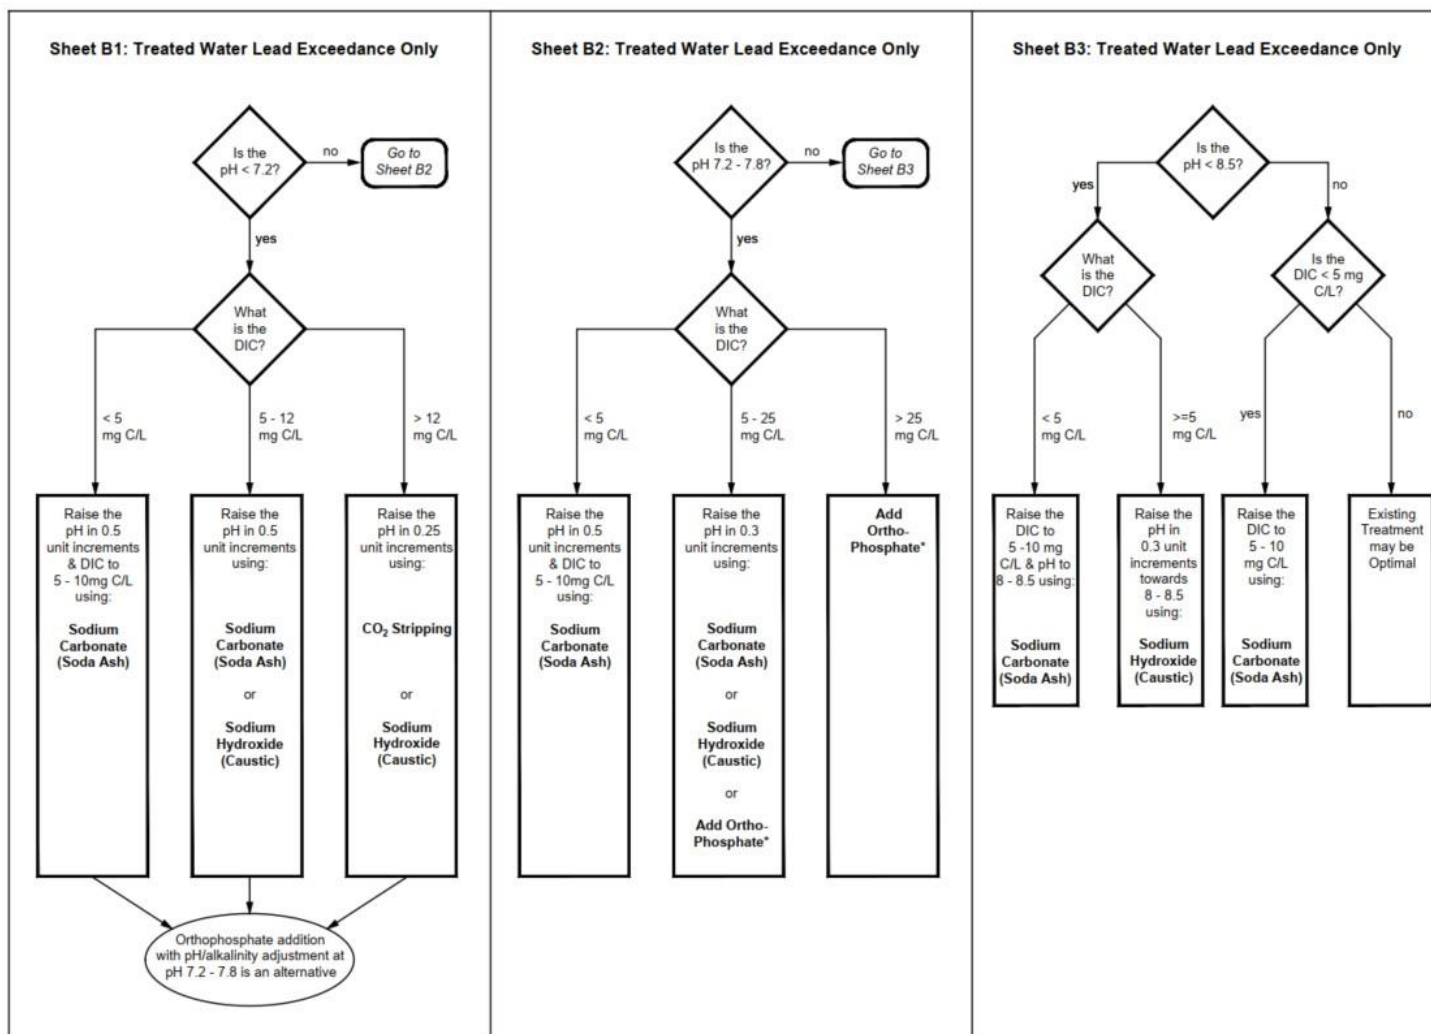 Sheet B1: Treated Water Lead Exceedance Only
Is the
pH < 7.2?
no
Go to
Sheet B2
yes
What
is the
DIC?
< 5
mg C/L
5 - 12
mg C/L
> 12
mg C/L
Raise the
pH in 0.5
unit increments
& DIC to
5 - 10mg C/L
using:
Sodium
Carbonate
(Soda Ash)
Raise the
pH in 0.5
unit increments
using:
Sodium
Carbonate
(Soda Ash)
or
Sodium
Hydroxide
(Caustic)
Raise the
pH in 0.25
unit increments
using:
CO2 Stripping
or
Sodium
Hydroxide
(Caustic)
Orthophosphate addition
with pH/alkalinity adjustment at
pH 7.2 - 7.8 is an alternative
Sheet B2: Treated Water Lead Exceedance Only
Is the
pH 7.2 - 7.8?
no
Go to
Sheet B3
yes
What
is the
DIC?
< 5
mg C/L
5 - 25
mg C/L
> 25
mg C/L
Raise the
pH in 0.5
unit increments
& DIC to
5 - 10mg C/L
using:
Sodium
Carbonate
(Soda Ash)
Raise the
pH in 0.3
unit increments
using:
Sodium
Carbonate
(Soda Ash)
or
Sodium
Hydroxide
(Caustic)
or
Add Ortho-
Phosphate*
Add
Ortho-
Phosphate*
Sheet B3: Treated Water Lead Exceedance Only
Is the
pH < 8.5?
yes
no
What
is the
DIC?
Is the
DIC < 5 mg
C/L?
< 5
mg C/L
>=5
mg C/L
yes
no
Raise the
DIC to
5 -10 mg
C/L & pH to
8 - 8.5 using:
Sodium
Carbonate
(Soda Ash)
Raise the
pH in
0.3 unit
increments
towards
8 - 8.5
using:
Sodium
Hydroxide
(Caustic)
Raise the
DIC to
5 - 10
mg C/L
using:
Sodium
Carbonate
(Soda Ash)
Existing
Treatment
may be
Optimal